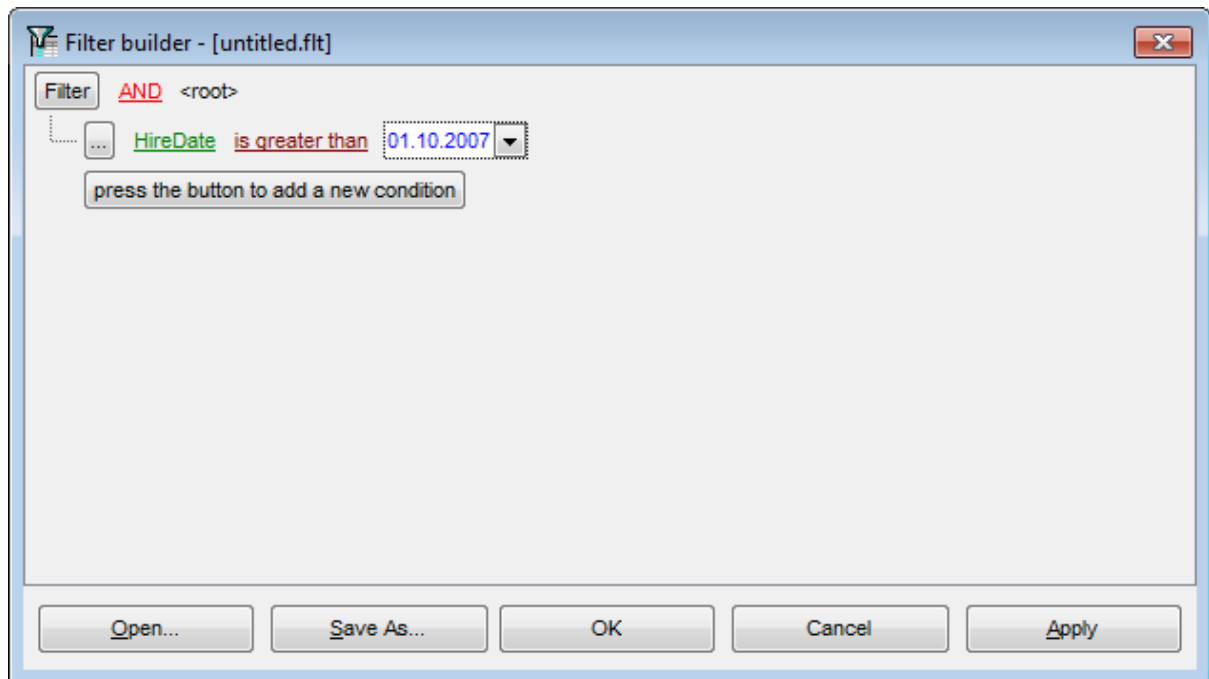 Filter builder - [untitled.flt]
Filter AND <root>
... HireDate is greater than 01.10.2007
press the button to add a new condition
Open... Save As... OK Cancel Apply